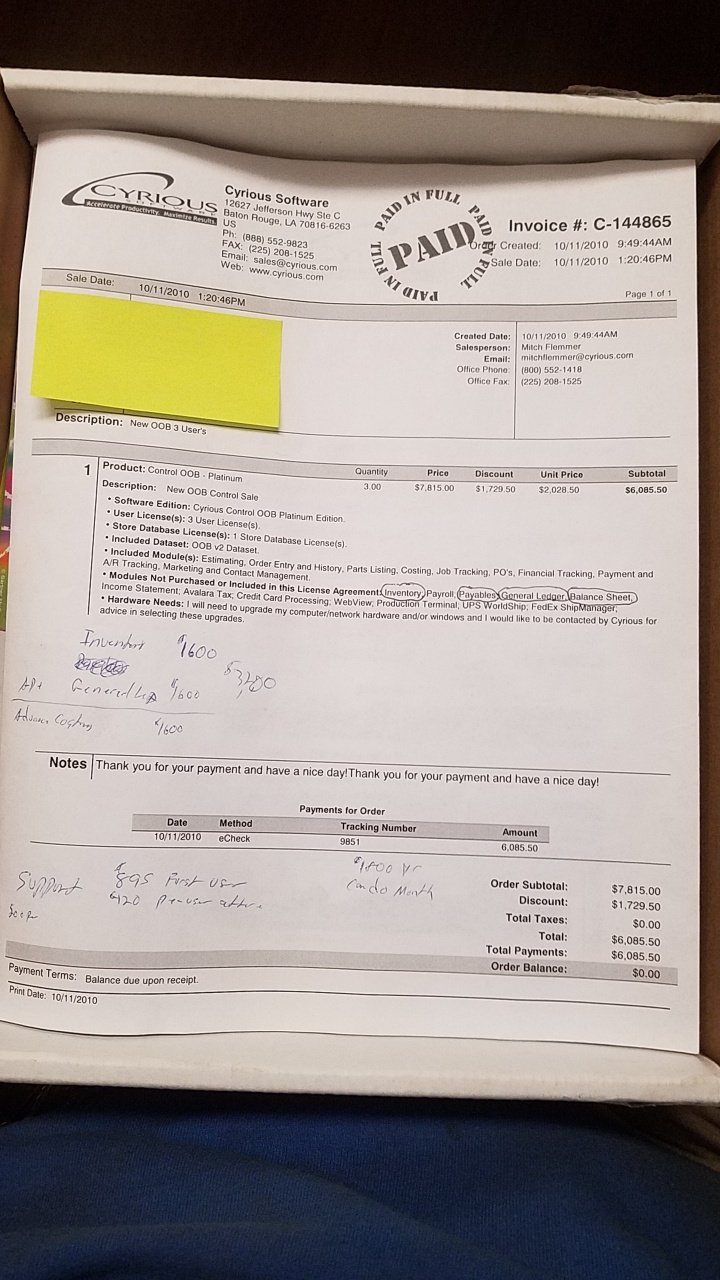 CYRIOUS
SOFTWARE
Accelerate Productivity. Maximize Results.
Cyrious Software
12627 Jefferson Hwy Ste C
Baton Rouge, LA 70816-6263
US
Ph: (888) 552-9823
FAX: (225) 208-1525
Email: sales@cyrious.com
Web: www.cyrious.com
PAID IN FULL PAID IN FULL PAID IN FULL
PAID
Invoice #: C-144865
Order Created: 10/11/2010 9:49:44AM
Sale Date: 10/11/2010 1:20:46PM
Page 1 of 1
Sale Date: 10/11/2010 1:20:46PM
Created Date: 10/11/2010 9:49:44AM
Salesperson: Mitch Flemmer
Email: mitchflemmer@cyrious.com
Office Phone: (800) 552-1418
Office Fax: (225) 208-1525
Description: New OOB 3 User's
Quantity Price Discount Unit Price Subtotal
1 Product: Control OOB - Platinum 3.00 $7,815.00 $1,729.50 $2,028.50 $6,085.50
Description: New OOB Control Sale
• Software Edition: Cyrious Control OOB Platinum Edition.
• User License(s): 3 User License(s).
• Store Database License(s): 1 Store Database License(s).
• Included Dataset: OOB v2 Dataset.
• Included Module(s): Estimating, Order Entry and History, Parts Listing, Costing, Job Tracking, PO's, Financial Tracking, Payment and
A/R Tracking, Marketing and Contact Management.
• Modules Not Purchased or Included in this License Agreement: Inventory, Payroll, Payables, General Ledger, Balance Sheet,
Income Statement; Avalara Tax; Credit Card Processing; WebView; Production Terminal; UPS WorldShip; FedEx ShipManager;
• Hardware Needs: I will need to upgrade my computer/network hardware and/or windows and I would like to be contacted by Cyrious for
advice in selecting these upgrades.
Inventory $1600
$3,200
AP+ General $1600
Advance Costing $1600
Notes Thank you for your payment and have a nice day!Thank you for your payment and have a nice day!
Payments for Order
Date Method Tracking Number Amount
10/11/2010 eCheck 9851 6,085.50
$1800 yr
Support $895 First User
Can do Month
$420 per-user
Order Subtotal: $7,815.00
Discount: $1,729.50
Total Taxes: $0.00
Total: $6,085.50
Total Payments: $6,085.50
Order Balance: $0.00
Payment Terms: Balance due upon receipt.
Print Date: 10/11/2010